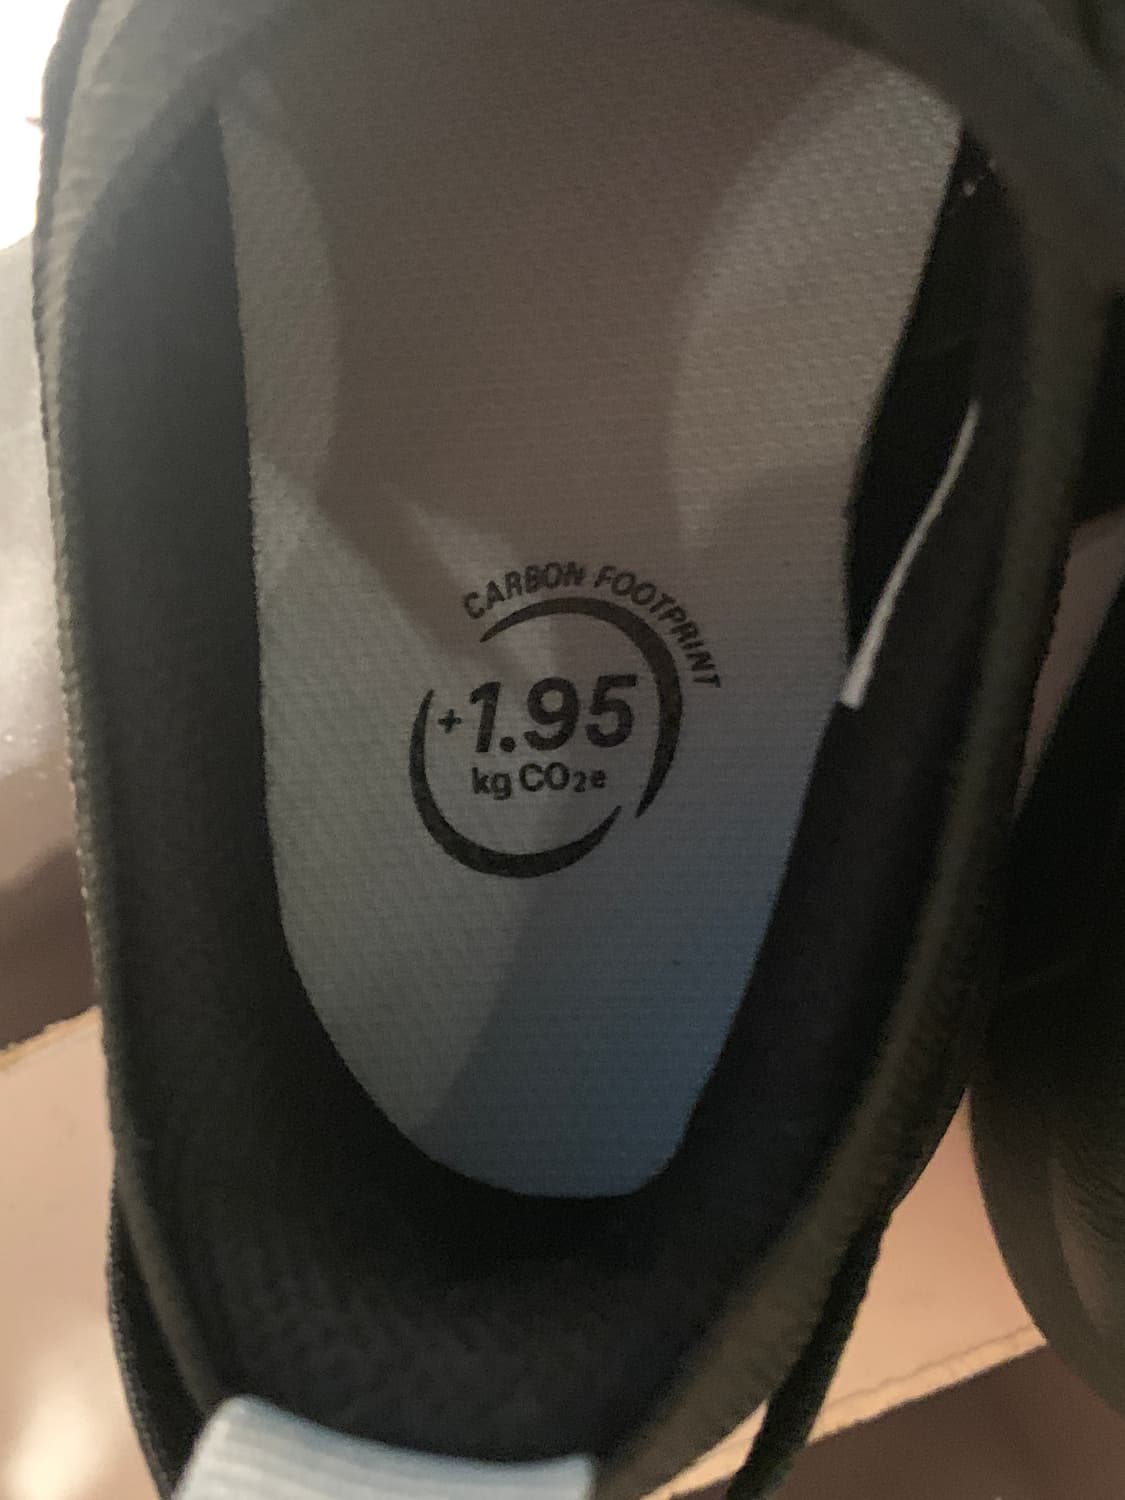 CARBON FOOTPRINT
+1.95
kg CO₂e